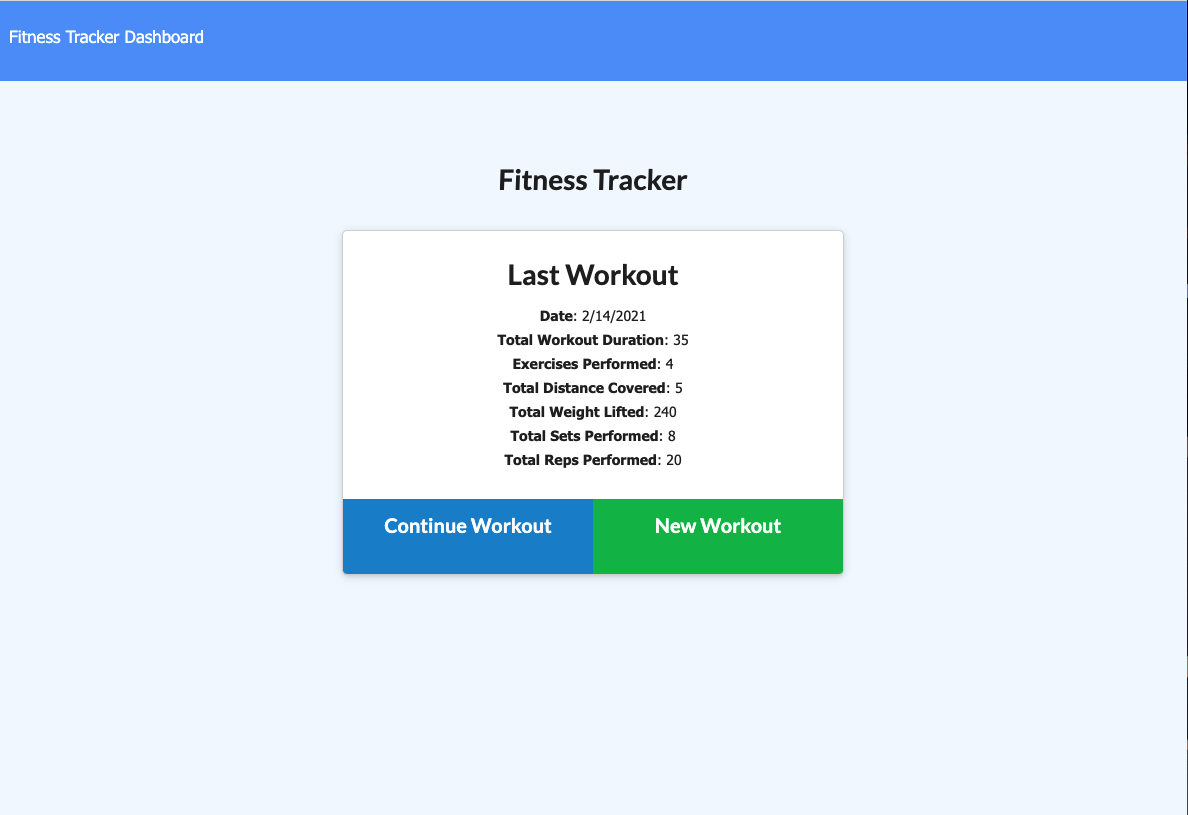 Fitness Tracker Dashboard
Fitness Tracker
Last Workout
Date: 2/14/2021
Total Workout Duration: 35
Exercises Performed: 4
Total Distance Covered: 5
Total Weight Lifted: 240
Total Sets Performed: 8
Total Reps Performed: 20
Continue Workout New Workout